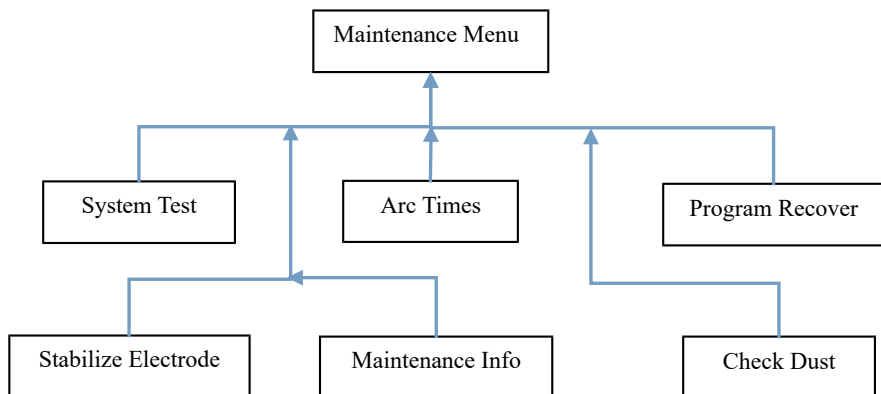 Maintenance Menu
System Test
Arc Times
Program Recover
Stabilize Electrode
Maintenance Info
Check Dust